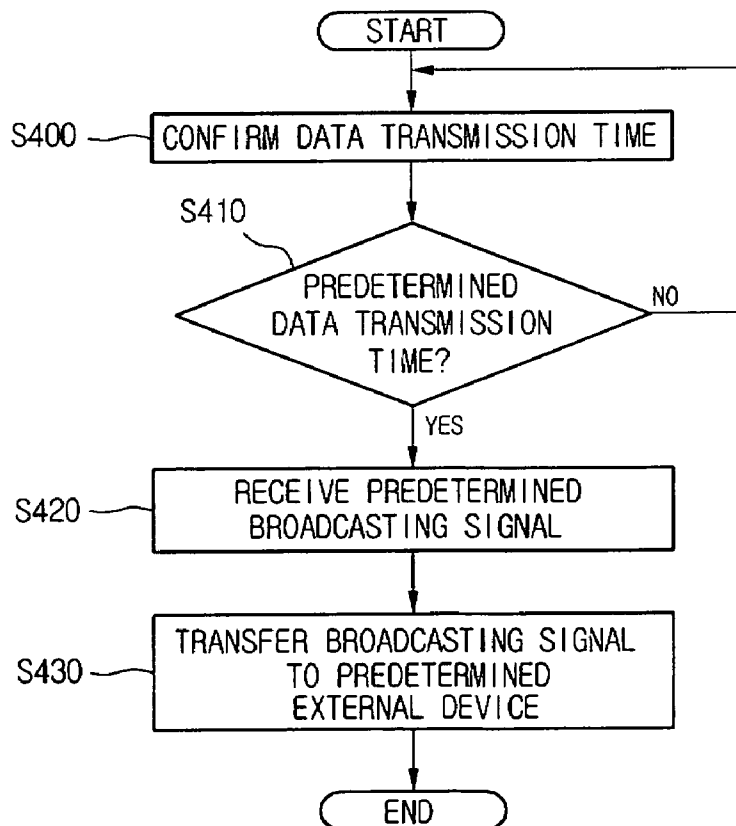 START
S400
CONFIRM DATA TRANSMISSION TIME
S410
PREDETERMINED
DATA TRANSMISSION
TIME?
NO
YES
S420
RECEIVE PREDETERMINED
BROADCASTING SIGNAL
S430
TRANSFER BROADCASTING SIGNAL
TO PREDETERMINED
EXTERNAL DEVICE
END